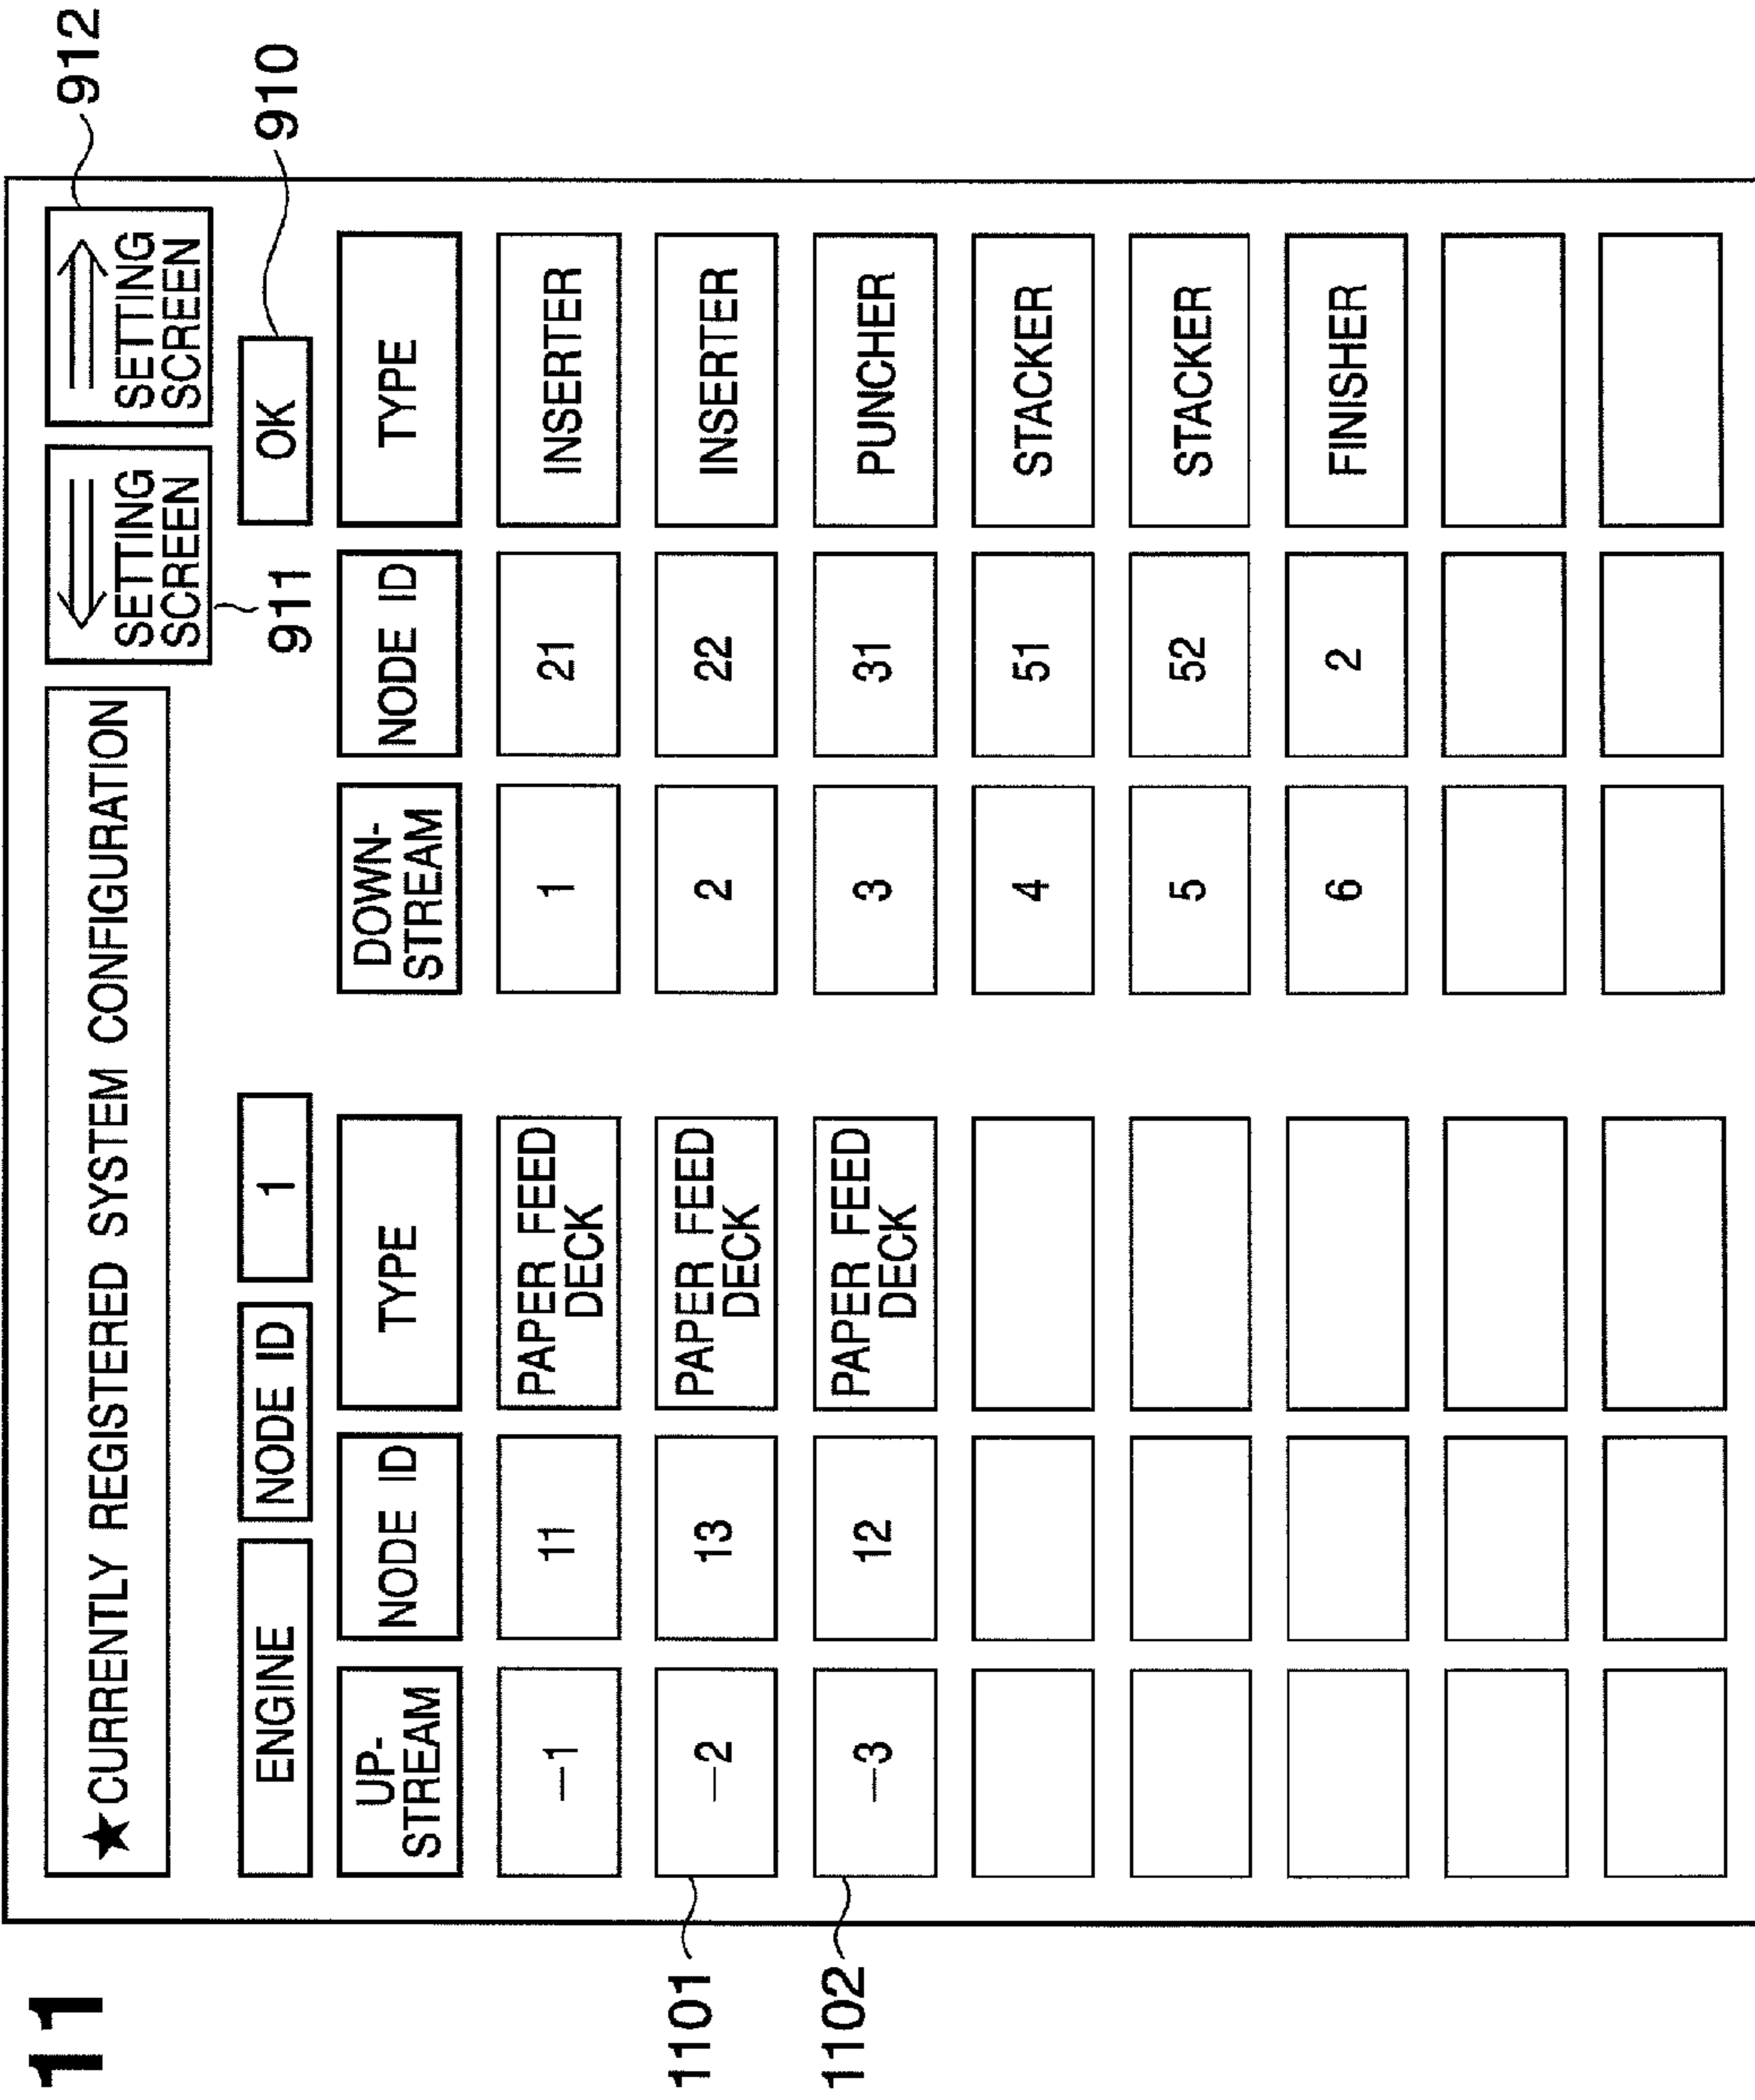 11
★CURRENTLY REGISTERED SYSTEM CONFIGURATION
SETTING
SCREEN
SETTING
SCREEN
912
911
ENGINE
NODE ID
1
OK
910
UP-
STREAM
NODE ID
TYPE
DOWN-
STREAM
NODE ID
TYPE
—1
11
PAPER FEED
DECK
1
21
INSERTER
1101
—2
13
PAPER FEED
DECK
2
22
INSERTER
1102
—3
12
PAPER FEED
DECK
3
31
PUNCHER
4
51
STACKER
5
52
STACKER
6
2
FINISHER